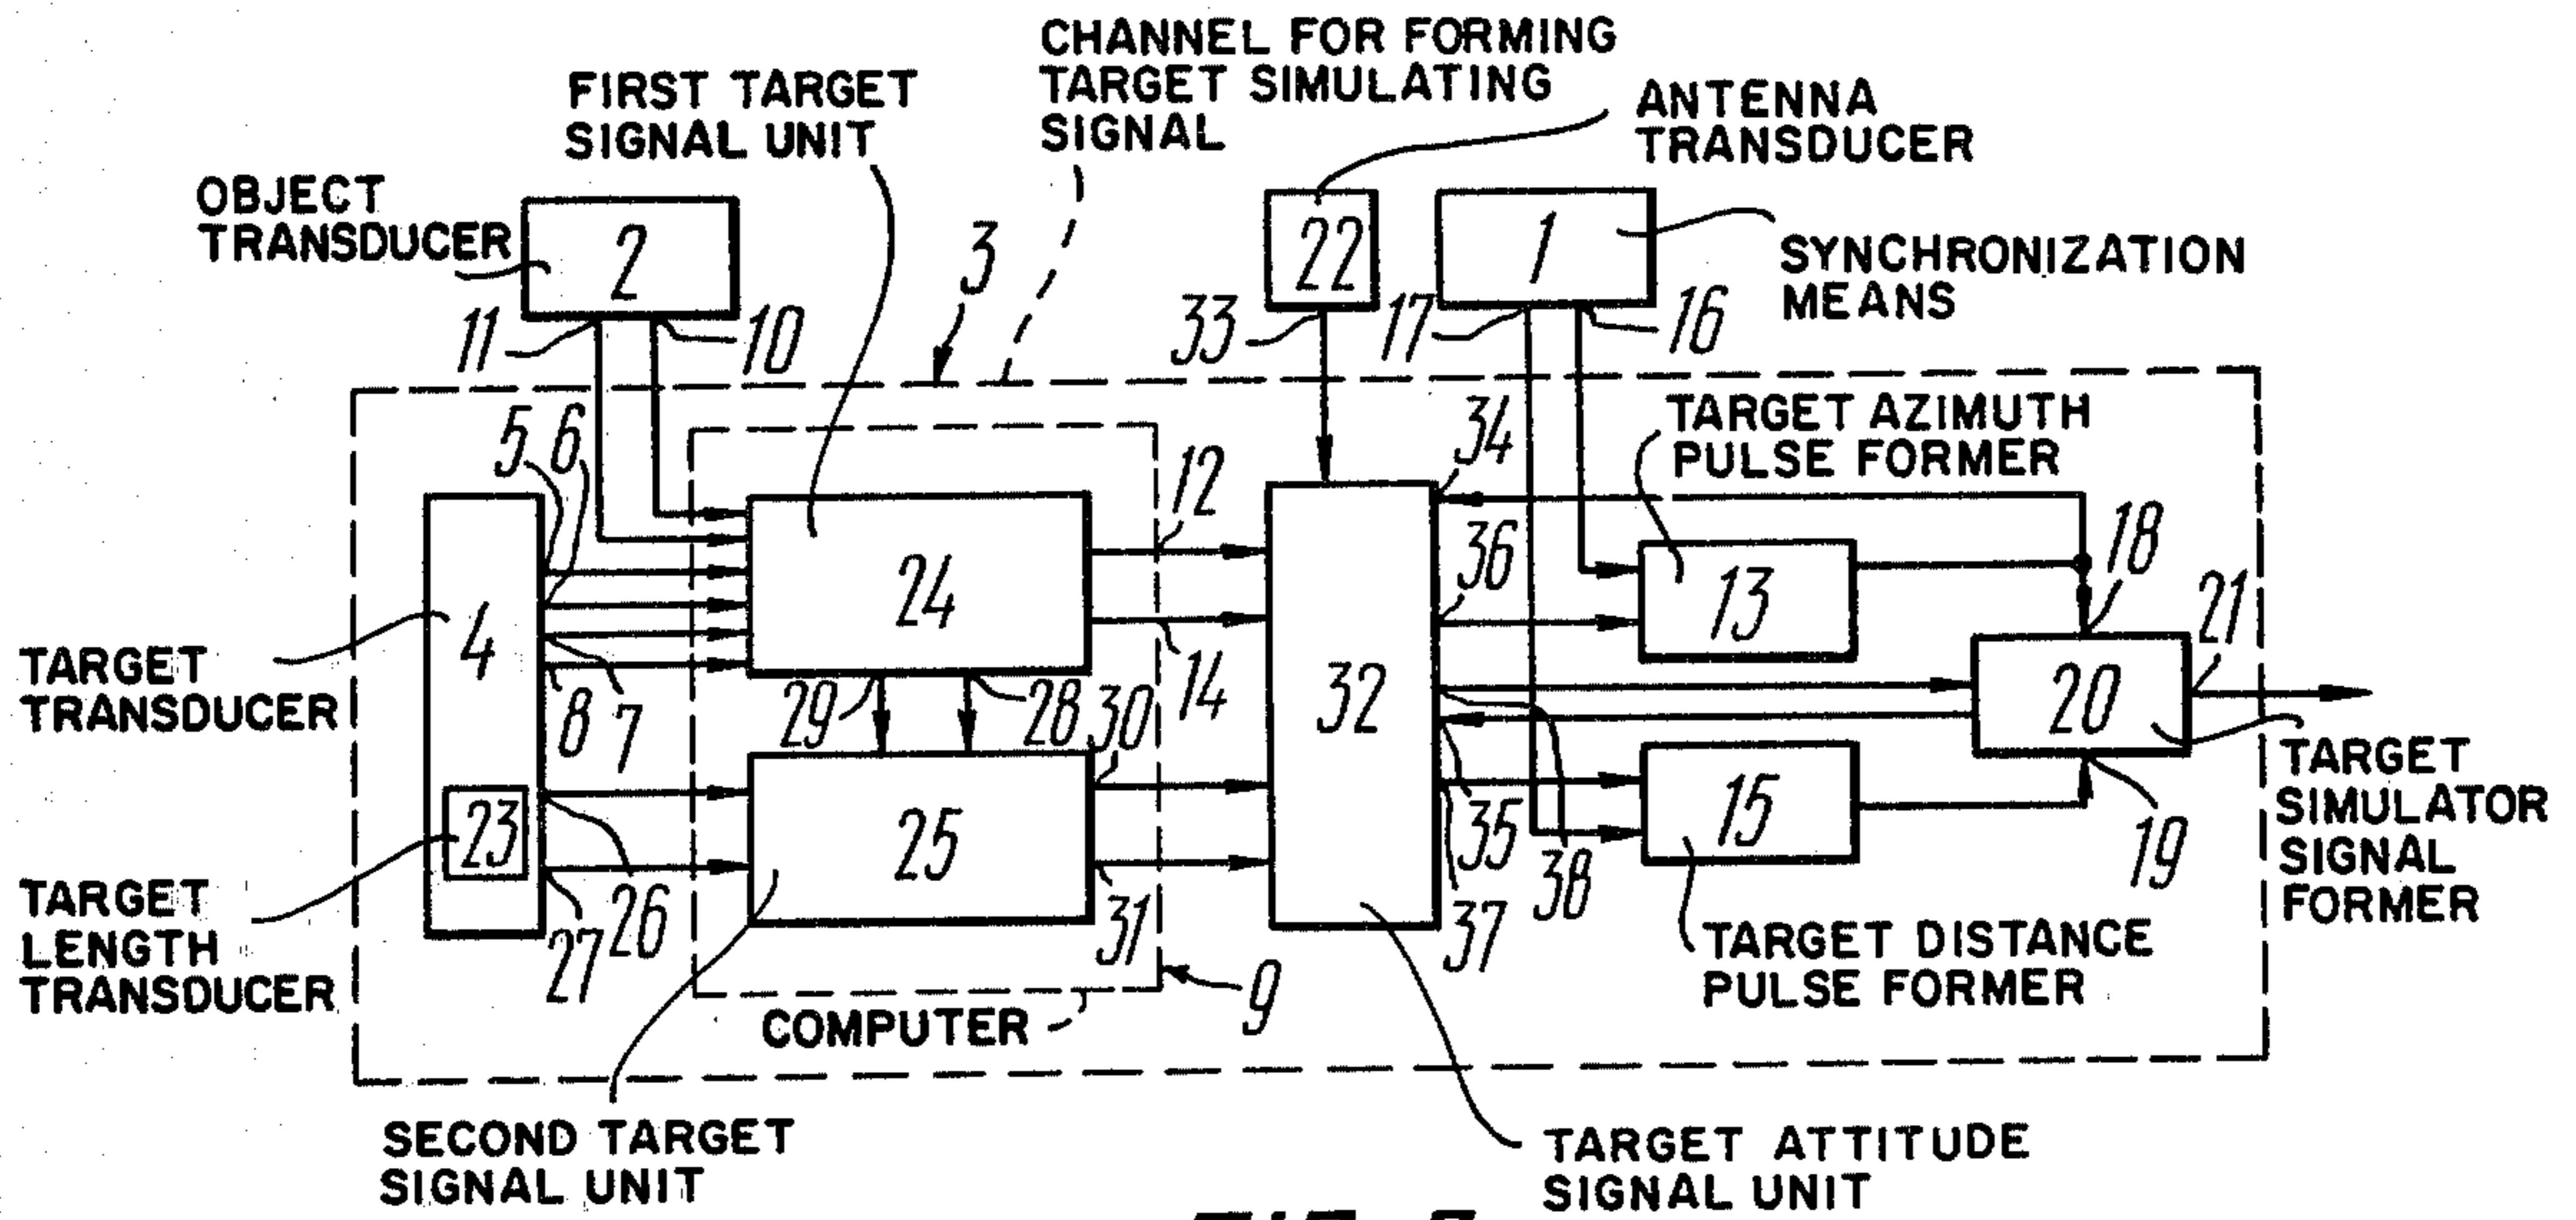 CHANNEL FOR FORMING
TARGET SIMULATING
SIGNAL
FIRST TARGET
SIGNAL UNIT
ANTENNA
TRANSDUCER
OBJECT
TRANSDUCER
2
3
22
1
SYNCHRONIZATION
MEANS
11
10
33
17
16
5
6
12
34
TARGET AZIMUTH
PULSE FORMER
4
24
36
13
18
21
TARGET
TRANSDUCER
8
7
29
28
30
14
32
20
TARGET
SIMULATOR
SIGNAL
FORMER
23
25
35
38
15
19
TARGET
LENGTH
TRANSDUCER
27
26
31
37
TARGET DISTANCE
PULSE FORMER
COMPUTER
9
SECOND TARGET
SIGNAL UNIT
TARGET ATTITUDE
SIGNAL UNIT